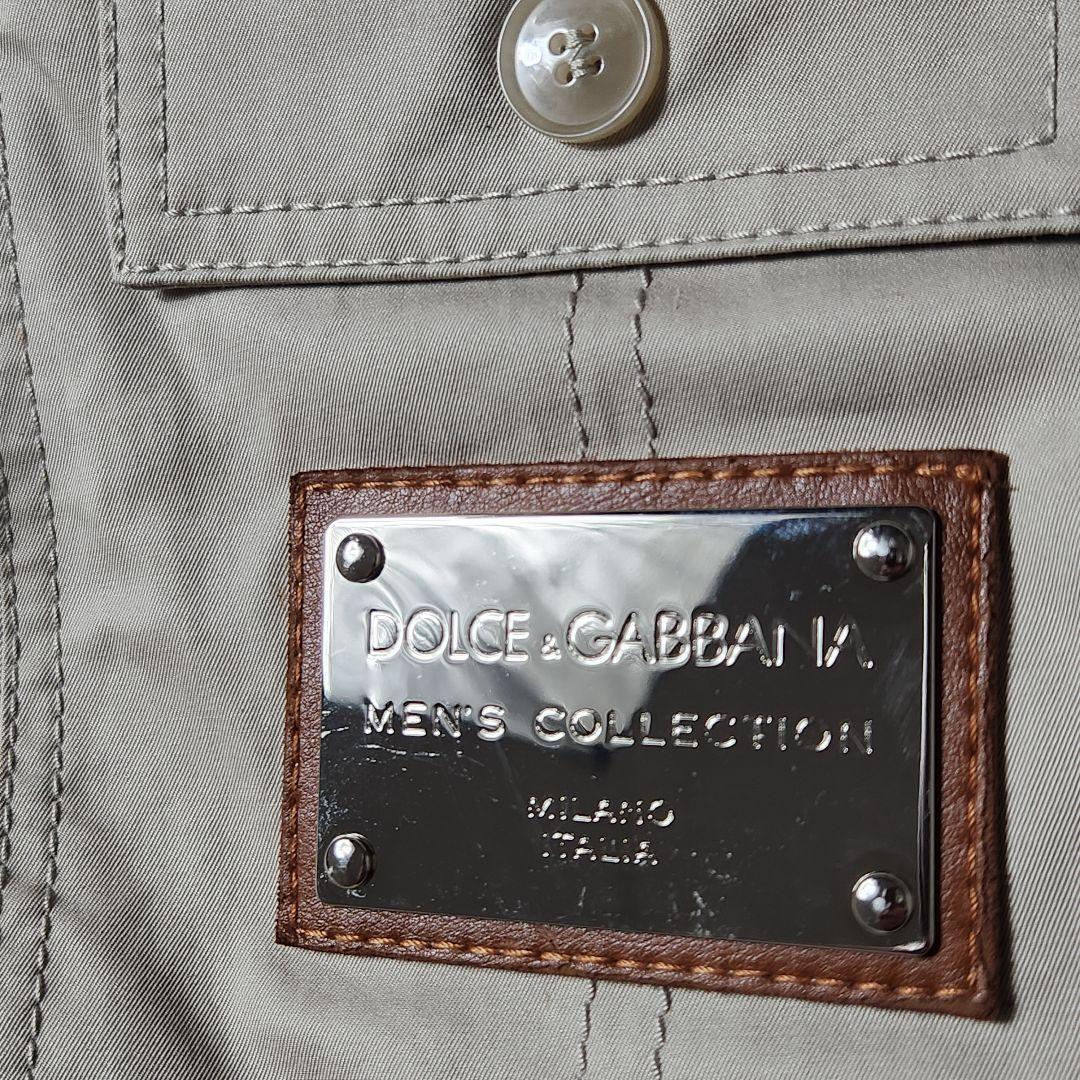 DOLCE & GABBANA
MEN'S COLLECTION
MILANO
ITALIA